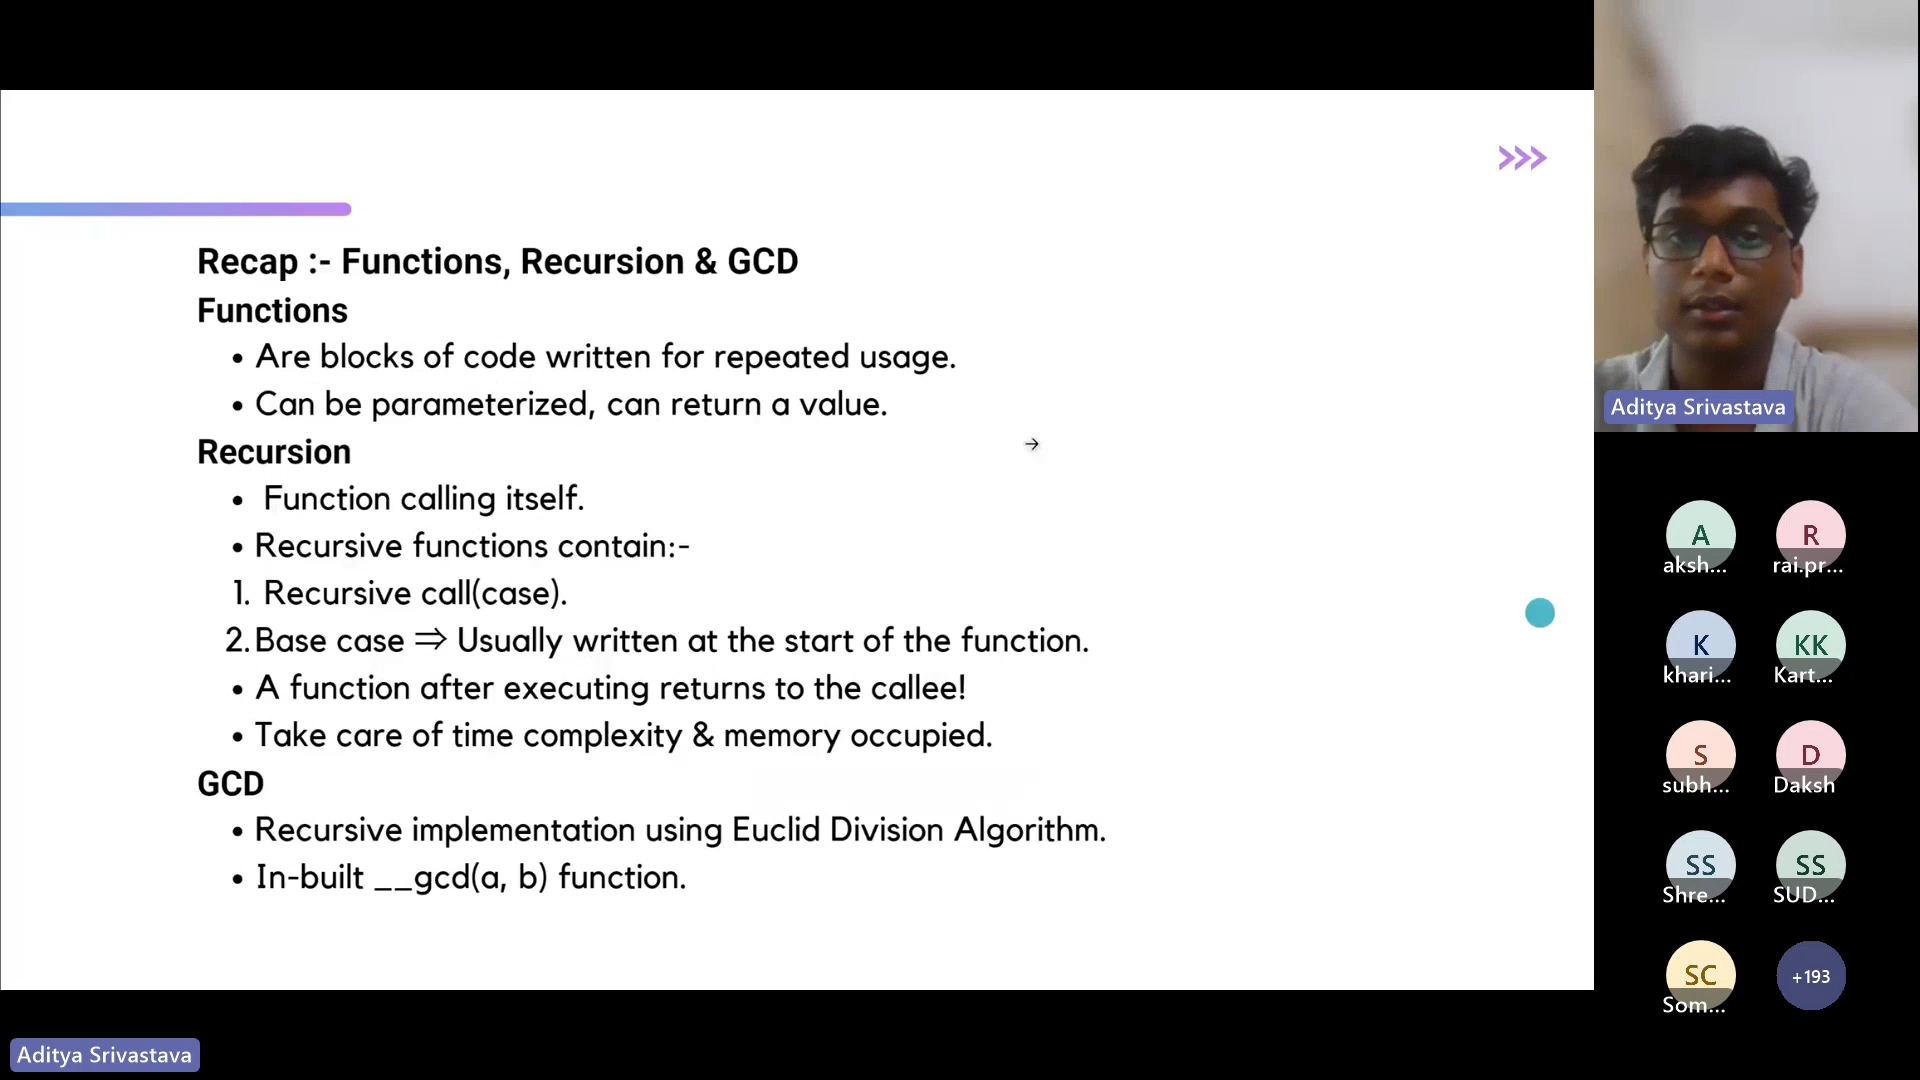 Recap :- Functions, Recursion & GCD
Functions
• Are blocks of code written for repeated usage.
• Can be parameterized, can return a value.
Recursion
• Function calling itself.
• Recursive functions contain:-
1. Recursive call(case).
2. Base case ⇒ Usually written at the start of the function.
• A function after executing returns to the callee!
• Take care of time complexity & memory occupied.
GCD
• Recursive implementation using Euclid Division Algorithm.
• In-built __gcd(a, b) function.
Aditya Srivastava
A
aksh...
R
rai.pr...
K
khari...
KK
Kart...
S
subh...
D
Daksh
SS
Shre...
SS
SUD...
SC
Som...
+193
Aditya Srivastava